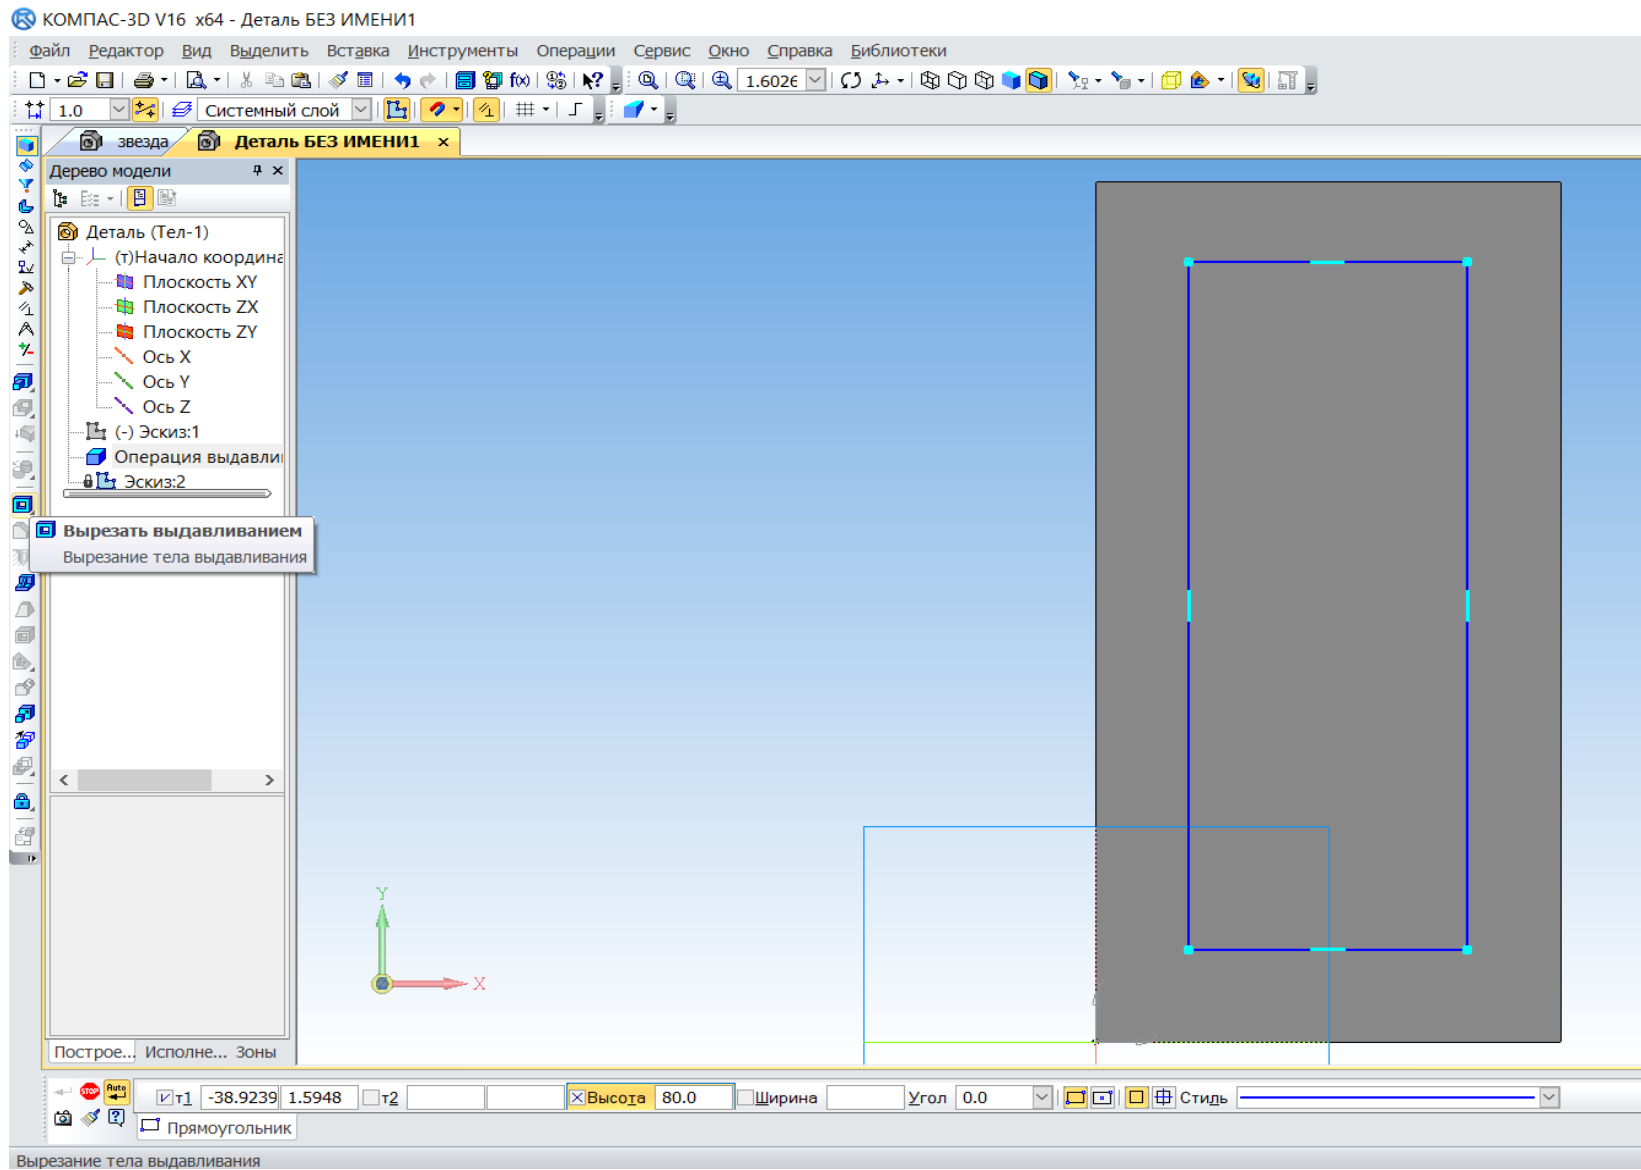 КОМПАС-3D V16 x64 - Деталь БЕЗ ИМЕНИ1
Файл Редактор Вид Выделить Вставка Инструменты Операции Сервис Окно Справка Библиотеки
f(x) 1.6026
1.0 Системный слой
звезда Деталь БЕЗ ИМЕНИ1
Дерево модели
Деталь (Тел-1)
(т)Начало координа
Плоскость XY
Плоскость ZX
Плоскость ZY
Ось X
Ось Y
Ось Z
(-) Эскиз:1
Операция выдавли
Эскиз:2
Вырезать выдавливанием
Вырезание тела выдавливания
Y
X
Построе... Исполне... Зоны
STOP Auto т1 -38.9239 1.5948 т2 Высота 80.0 Ширина Угол 0.0 Стиль
Прямоугольник
Вырезание тела выдавливания